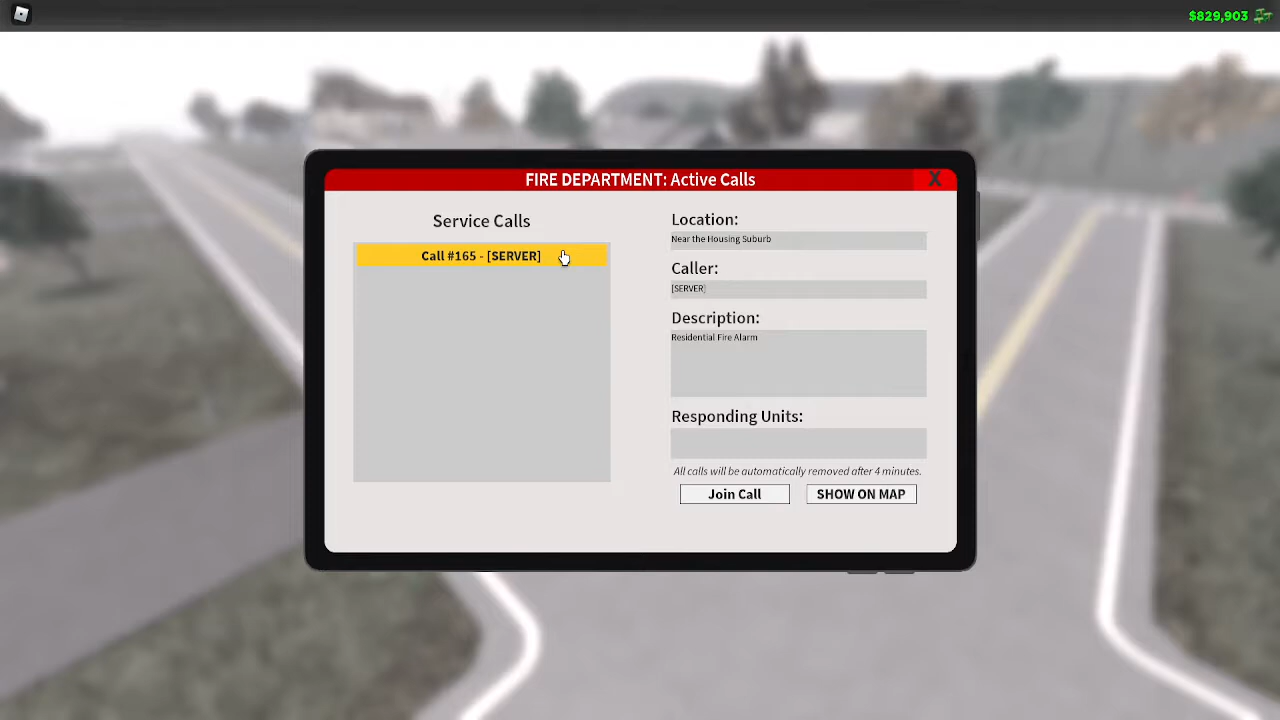 $829,903
FIRE DEPARTMENT: Active Calls
X
Service Calls
Call #165 - [SERVER]
Location:
Near the Housing Suburb
Caller:
[SERVER]
Description:
Residential Fire Alarm
Responding Units:
All calls will be automatically removed after 4 minutes.
Join Call
SHOW ON MAP